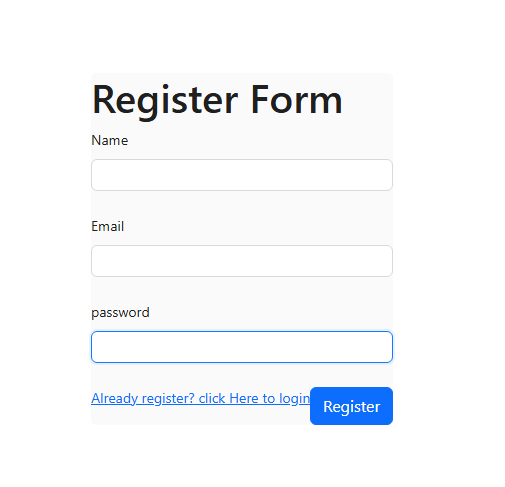 Register Form
Name
Email
password
Already register? click Here to login
Register